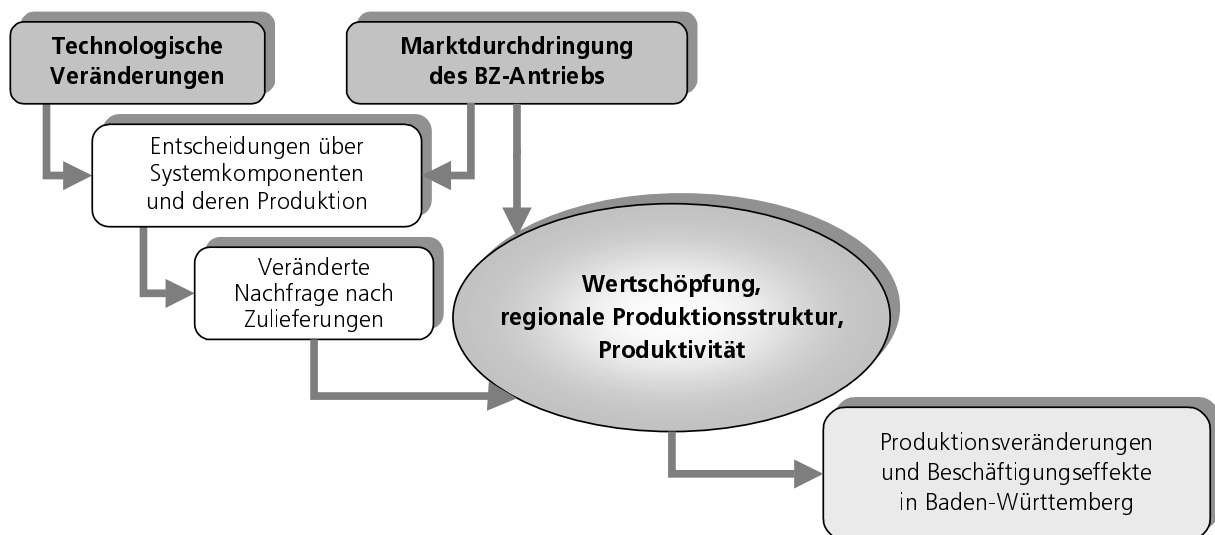 Technologische
Veränderungen
Marktdurchdringung
des BZ-Antriebs
Entscheidungen über
Systemkomponenten
und deren Produktion
Veränderte
Nachfrage nach
Zulieferungen
Wertschöpfung,
regionale Produktionsstruktur,
Produktivität
Produktionsveränderungen
und Beschäftigungseffekte
in Baden-Württemberg